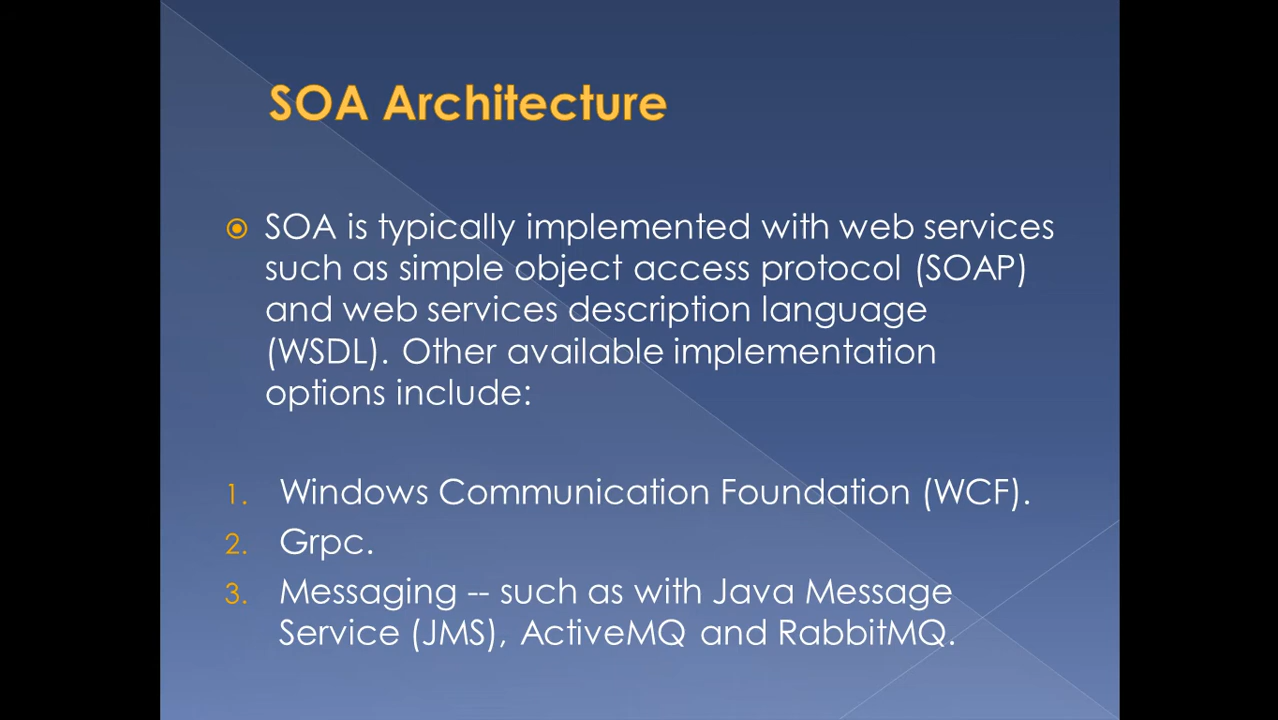 SOA Architecture
SOA is typically implemented with web services
such as simple object access protocol (SOAP)
and web services description language
(WSDL). Other available implementation
options include:
1. Windows Communication Foundation (WCF).
2. Grpc.
3. Messaging -- such as with Java Message
Service (JMS), ActiveMQ and RabbitMQ.